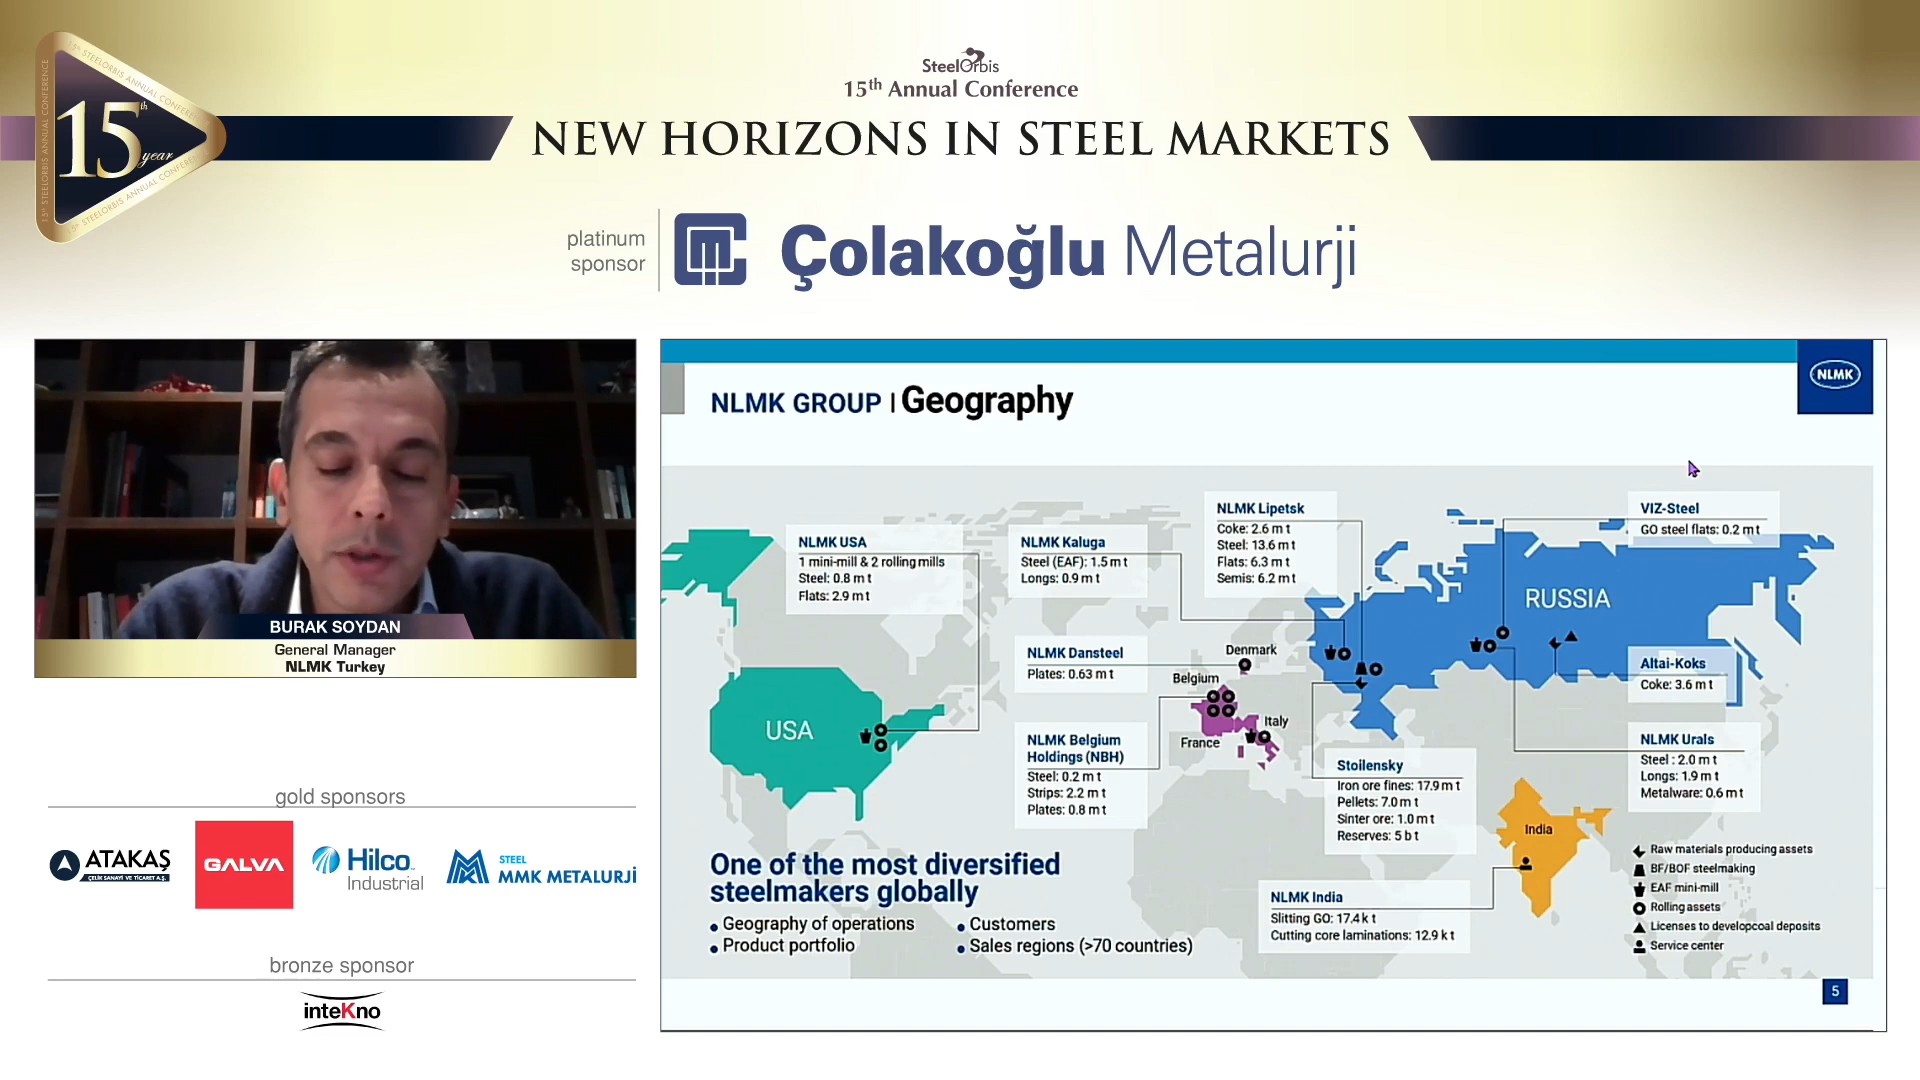 SteelOrbis
15th Annual Conference
NEW HORIZONS IN STEEL MARKETS
15th STEELORBIS ANNUAL CONFERENCE
15th
year
platinum
sponsor
Çolakoğlu Metalurji
BURAK SOYDAN
General Manager
NLMK Turkey
gold sponsors
ATAKAŞ
ÇELİK SANAYİ VE TİCARET A.Ş.
GALVA
Hilco
Industrial
STEEL
MMK METALURJİ
bronze sponsor
inteKno
NLMK GROUP | Geography
NLMK
NLMK USA
1 mini-mill & 2 rolling mills
Steel: 0.8 m t
Flats: 2.9 m t
NLMK Kaluga
Steel (EAF): 1.5 m t
Longs: 0.9 m t
NLMK Lipetsk
Coke: 2.6 m t
Steel: 13.6 m t
Flats: 6.3 m t
Semis: 6.2 m t
VIZ-Steel
GO steel flats: 0.2 m t
RUSSIA
NLMK Dansteel
Plates: 0.63 m t
Denmark
Belgium
Italy
France
Altai-Koks
Coke: 3.6 m t
USA
NLMK Belgium
Holdings (NBH)
Steel: 0.2 m t
Strips: 2.2 m t
Plates: 0.8 m t
Stoilensky
Iron ore fines: 17.9 m t
Pellets: 7.0 m t
Sinter ore: 1.0 m t
Reserves: 5 b t
NLMK Urals
Steel : 2.0 m t
Longs: 1.9 m t
Metalware: 0.6 m t
India
NLMK India
Slitting GO: 17.4 k t
Cutting core laminations: 12.9 k t
One of the most diversified
steelmakers globally
• Geography of operations
• Product portfolio
• Customers
• Sales regions (>70 countries)
Raw materials producing assets
BF/BOF steelmaking
EAF mini-mill
Rolling assets
Licenses to developcoal deposits
Service center
5